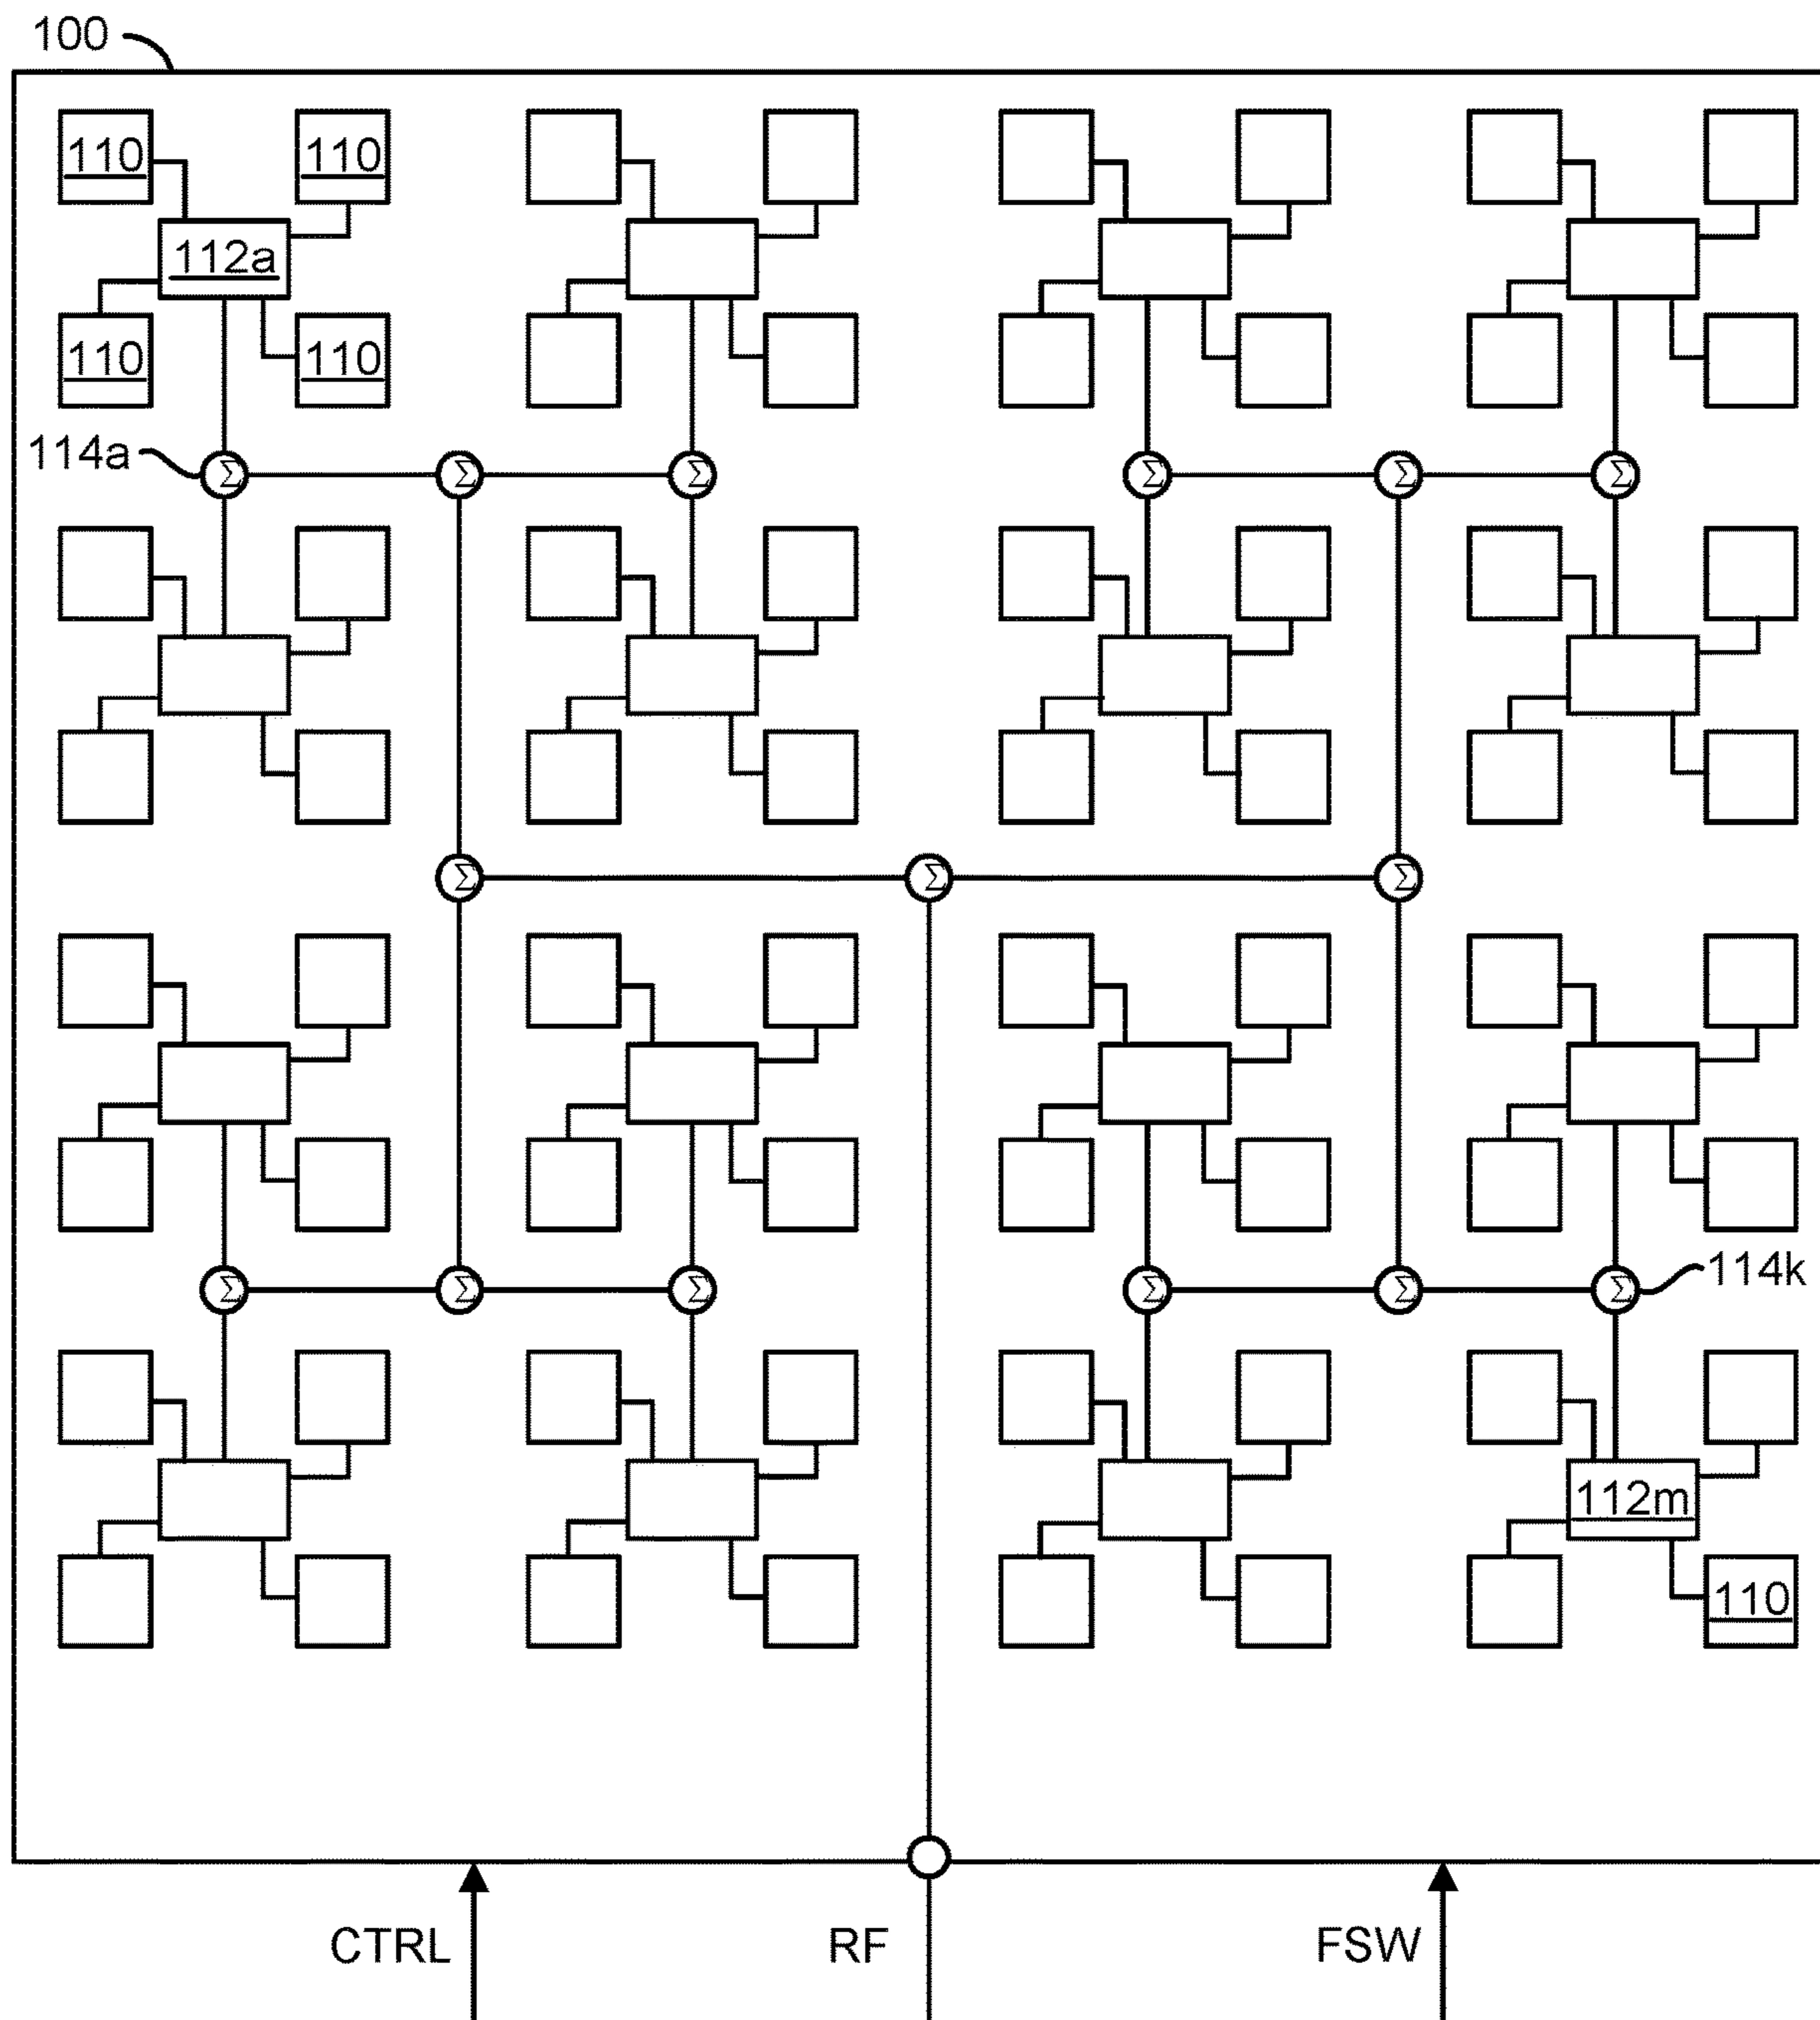 100
110 110
112a
110 110
114a Σ Σ Σ Σ Σ Σ
Σ Σ Σ
Σ Σ Σ Σ Σ Σ 114k
112m
110
CTRL RF FSW